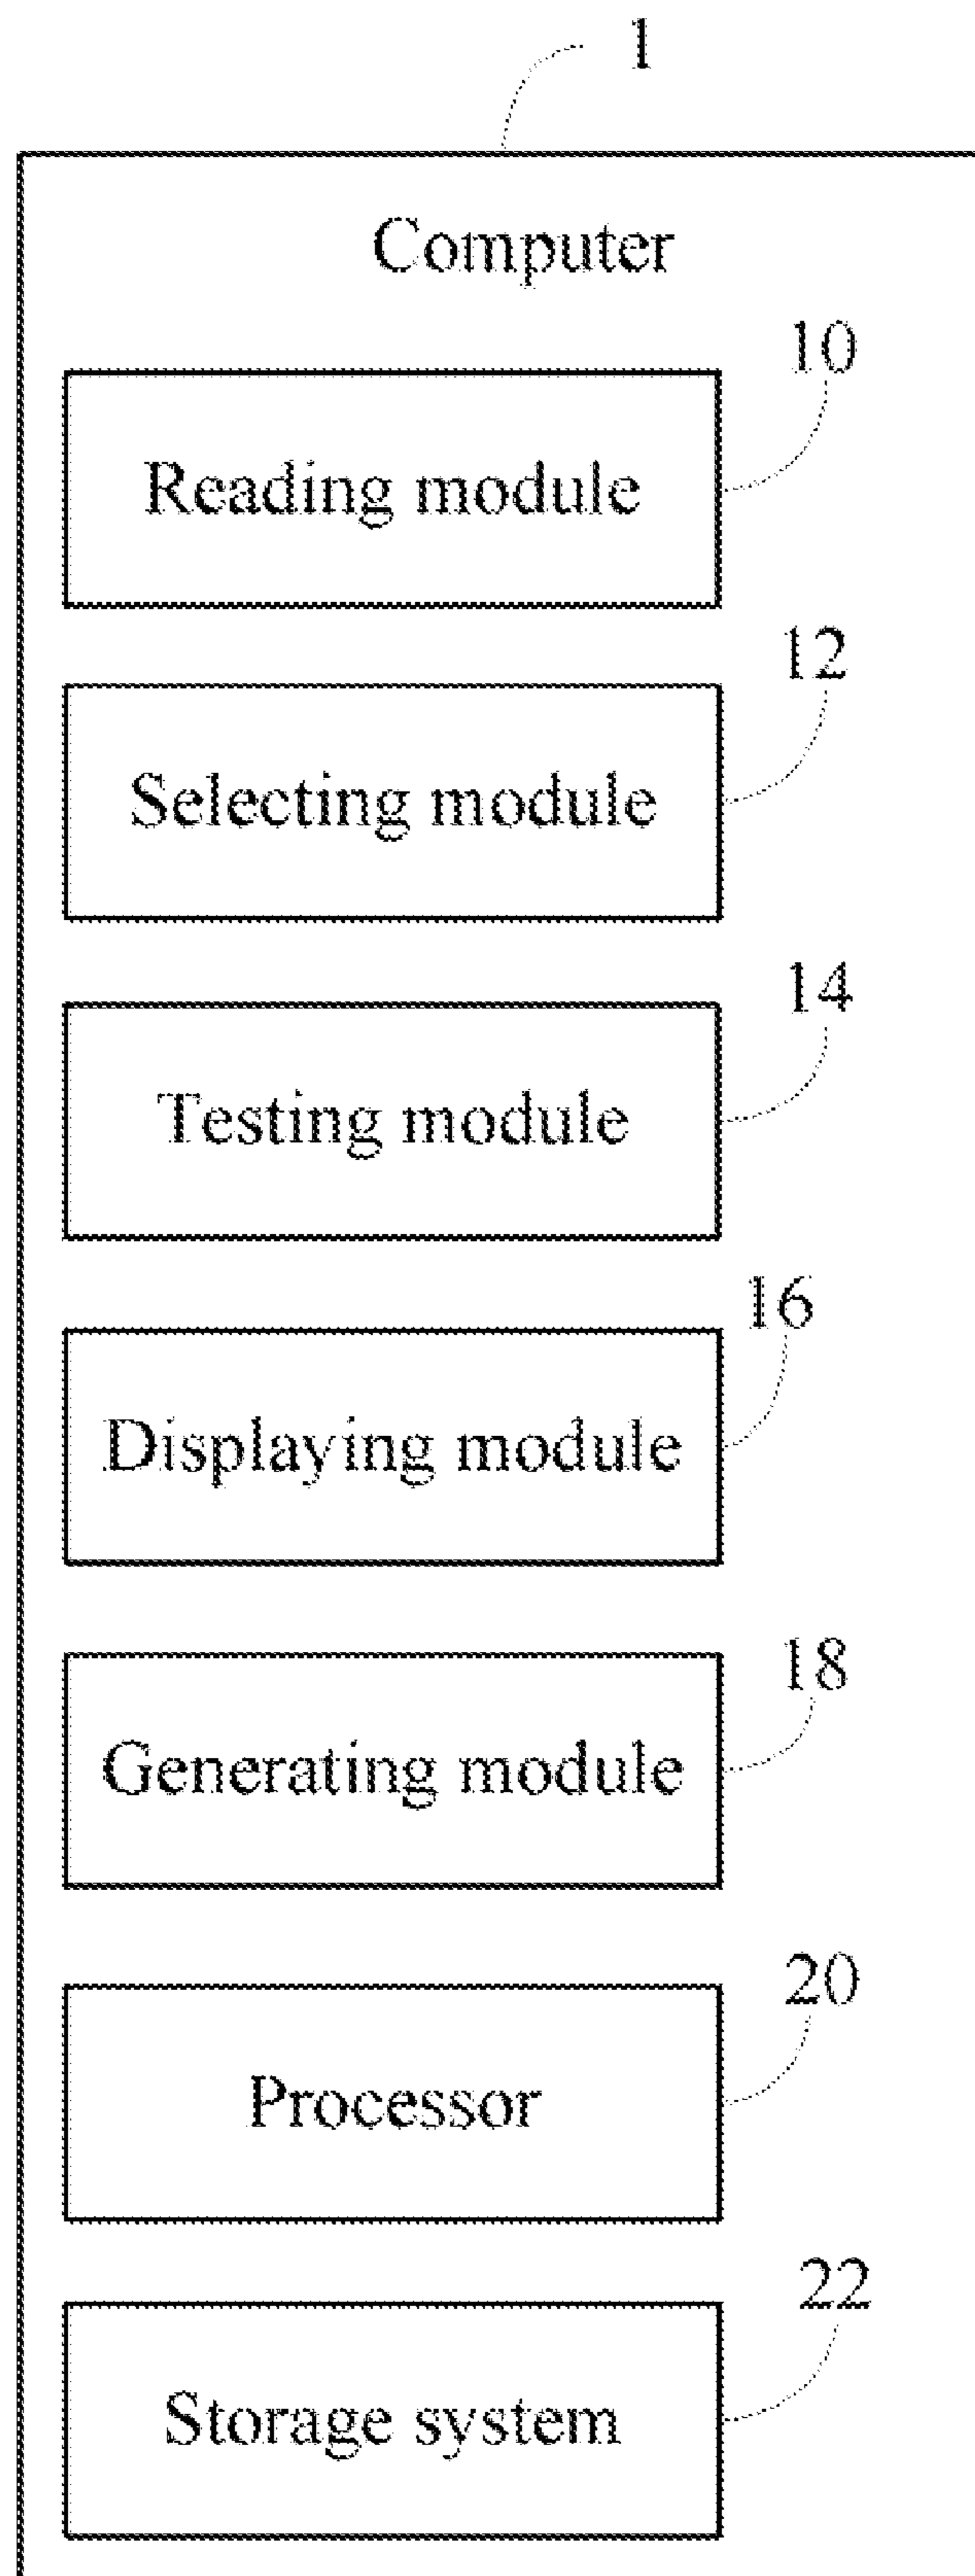 1
Computer
10
Reading module
12
Selecting module
14
Testing module
16
Displaying module
18
Generating module
20
Processor
22
Storage system